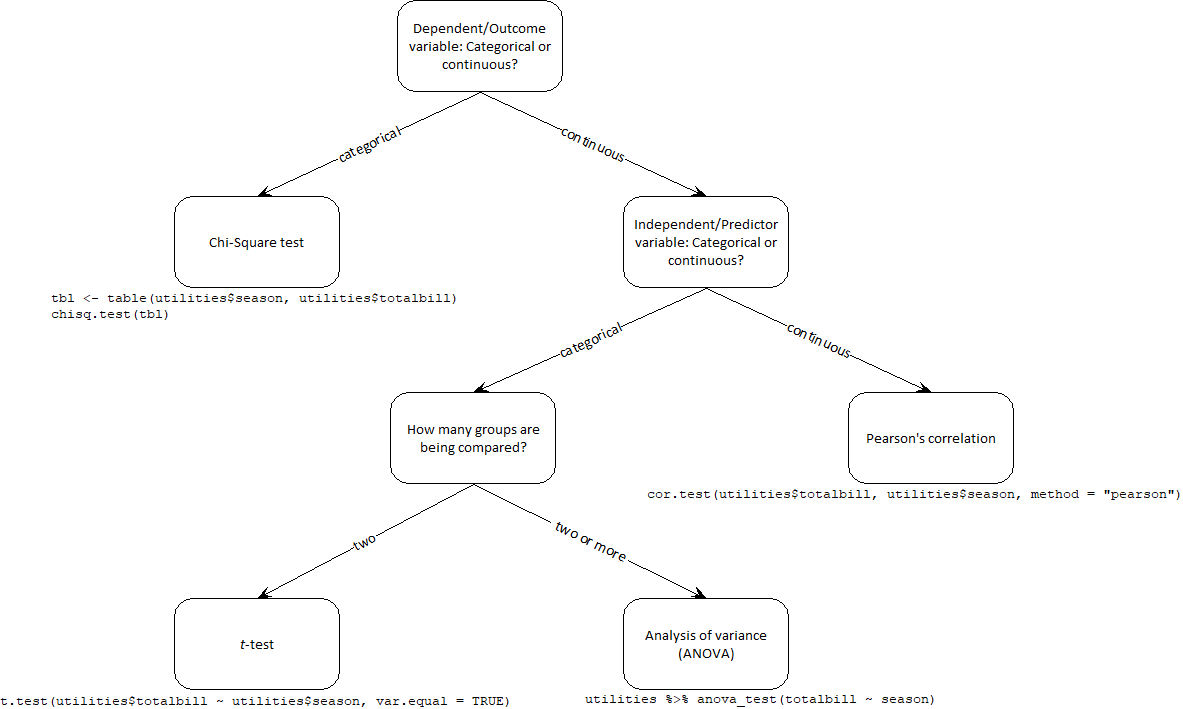 Dependent/Outcome
variable: Categorical or
continuous?
categorical
continuous
Chi-Square test
tbl <- table(utilities$season, utilities$totalbill)
chisq.test(tbl)
Independent/Predictor
variable: Categorical or
continuous?
categorical
continuous
How many groups are
being compared?
Pearson's correlation
cor.test(utilities$totalbill, utilities$season, method = "pearson")
two
two or more
t-test
t.test(utilities$totalbill ~ utilities$season, var.equal = TRUE)
Analysis of variance
(ANOVA)
utilities %>% anova_test(totalbill ~ season)